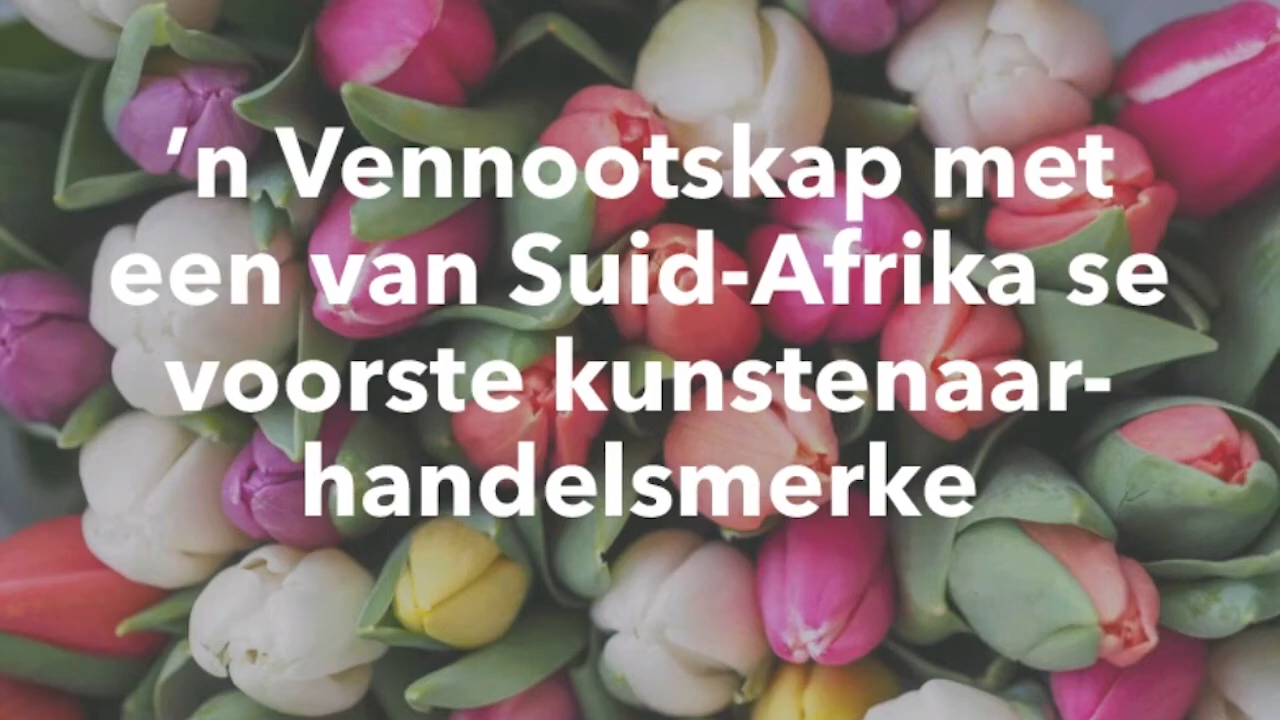 ’n Vennootskap met
een van Suid-Afrika se
voorste kunstenaar-
handelsmerke